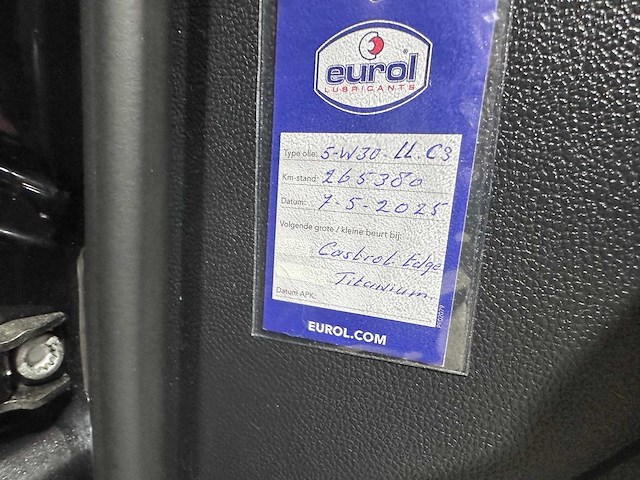 eurol
LUBRICANTS
Type olie: 5-W30-LL.C3
Km-stand: 265380
Datum: 7-5-2025
Volgende grote / kleine beurt bij:
Castrol Edge
Titanium.
Datum APK:
EUROL.COM